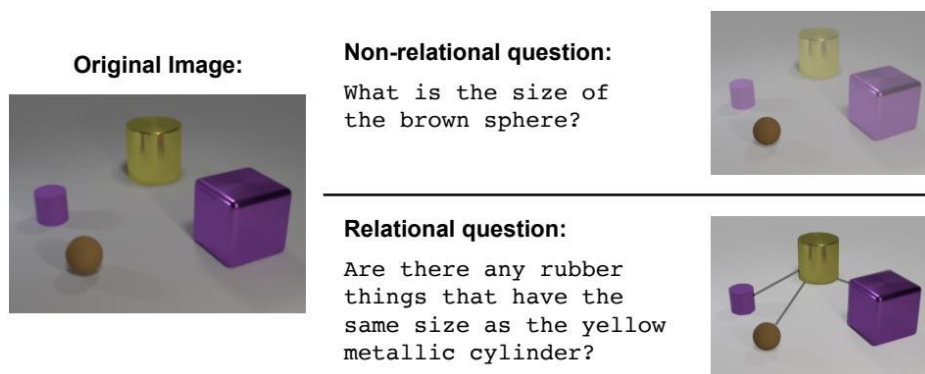 Original Image:
Non-relational question:
What is the size of
the brown sphere?
Relational question:
Are there any rubber
things that have the
same size as the yellow
metallic cylinder?